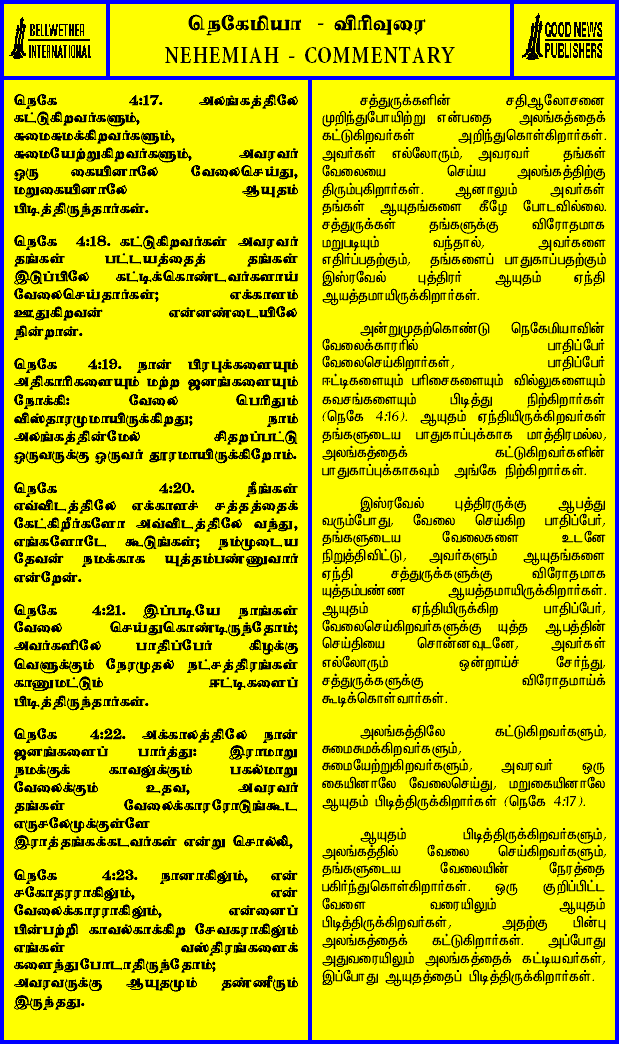 BELLWETHER
INTERNATIONAL
நெகேமியா - விரிவுரை
NEHEMIAH - COMMENTARY
GOOD NEWS
PUBLISHERS
நெகே 4:17. அலங்கத்திலே
கட்டுகிறவர்களும்,
சுமைசுமக்கிறவர்களும்,
சுமையேற்றுகிறவர்களும், அவரவர்
ஒரு கையினாலே வேலைசெய்து,
மறுகையினாலே ஆயுதம்
பிடித்திருந்தார்கள்.
நெகே 4:18. கட்டுகிறவர்கள் அவரவர்
தங்கள் பட்டயத்தைத் தங்கள்
இடுப்பிலே கட்டிக்கொண்டவர்களாய்
வேலைசெய்தார்கள்; எக்காளம்
ஊதுகிறவன் என்னண்டையிலே
நின்றான்.
நெகே 4:19. நான் பிரபுக்களையும்
அதிகாரிகளையும் மற்ற ஜனங்களையும்
நோக்கி: வேலை பெரிதும்
விஸ்தாரமுமாயிருக்கிறது; நாம்
அலங்கத்தின்மேல் சிதறப்பட்டு
ஒருவருக்கு ஒருவர் தூரமாயிருக்கிறோம்.
நெகே 4:20. நீங்கள்
எவ்விடத்திலே எக்காளச் சத்தத்தைக்
கேட்கிறீர்களோ அவ்விடத்திலே வந்து,
எங்களோடே கூடுங்கள்; நம்முடைய
தேவன் நமக்காக யுத்தம்பண்ணுவார்
என்றேன்.
நெகே 4:21. இப்படியே நாங்கள்
வேலை செய்துகொண்டிருந்தோம்;
அவர்களிலே பாதிப்பேர் கிழக்கு
வெளுக்கும் நேரமுதல் நட்சத்திரங்கள்
காணுமட்டும் ஈட்டிகளைப்
பிடித்திருந்தார்கள்.
நெகே 4:22. அக்காலத்திலே நான்
ஜனங்களைப் பார்த்து: இராமாறு
நமக்குக் காவலுக்கும் பகல்மாறு
வேலைக்கும் உதவ, அவரவர்
தங்கள் வேலைக்காரரோடுங்கூட
எருசலேமுக்குள்ளே
இராத்தங்கக்கடவர்கள் என்று சொல்லி,
நெகே 4:23. நானாகிலும், என்
சகோதரராகிலும், என்
வேலைக்காரராகிலும், என்னைப்
பின்பற்றி காவல்காக்கிற சேவகராகிலும்
எங்கள் வஸ்திரங்களைக்
களைந்துபோடாதிருந்தோம்;
அவரவருக்கு ஆயுதமும் தண்ணீரும்
இருந்தது.
சத்துருக்களின் சதிஆலோசனை
முறிந்துபோயிற்று என்பதை அலங்கத்தைக்
கட்டுகிறவர்கள் அறிந்துகொள்கிறார்கள்.
அவர்கள் எல்லோரும், அவரவர் தங்கள்
வேலையை செய்ய அலங்கத்திற்கு
திரும்புகிறார்கள். ஆனாலும் அவர்கள்
தங்கள் ஆயுதங்களை கீழே போடவில்லை.
சத்துருக்கள் தங்களுக்கு விரோதமாக
மறுபடியும் வந்தால், அவர்களை
எதிர்ப்பதற்கும், தங்களைப் பாதுகாப்பதற்கும்
இஸ்ரவேல் புத்திரர் ஆயுதம் ஏந்தி
ஆயத்தமாயிருக்கிறார்கள்.
அன்றுமுதற்கொண்டு நெகேமியாவின்
வேலைக்காரரில் பாதிப்பேர்
வேலைசெய்கிறார்கள், பாதிப்பேர்
ஈட்டிகளையும் பரிசைகளையும் வில்லுகளையும்
கவசங்களையும் பிடித்து நிற்கிறார்கள்
(நெகே 4:16). ஆயுதம் ஏந்தியிருக்கிறவர்கள்
தங்களுடைய பாதுகாப்புக்காக மாத்திரமல்ல,
அலங்கத்தைக் கட்டுகிறவர்களின்
பாதுகாப்புக்காகவும் அங்கே நிற்கிறார்கள்.
இஸ்ரவேல் புத்திரருக்கு ஆபத்து
வரும்போது, வேலை செய்கிற பாதிப்பேர்,
தங்களுடைய வேலைகளை உடனே
நிறுத்திவிட்டு, அவர்களும் ஆயுதங்களை
ஏந்தி சத்துருக்களுக்கு விரோதமாக
யுத்தம்பண்ண ஆயத்தமாயிருக்கிறார்கள்.
ஆயுதம் ஏந்தியிருக்கிற பாதிப்பேர்,
வேலைசெய்கிறவர்களுக்கு யுத்த ஆபத்தின்
செய்தியை சொன்னவுடனே, அவர்கள்
எல்லோரும் ஒன்றாய்ச் சேர்ந்து,
சத்துருக்களுக்கு விரோதமாய்க்
கூடிக்கொள்வார்கள்.
அலங்கத்திலே கட்டுகிறவர்களும்,
சுமைசுமக்கிறவர்களும்,
சுமையேற்றுகிறவர்களும், அவரவர் ஒரு
கையினாலே வேலைசெய்து, மறுகையினாலே
ஆயுதம் பிடித்திருக்கிறார்கள் (நெகே 4:17).
ஆயுதம் பிடித்திருக்கிறவர்களும்,
அலங்கத்தில் வேலை செய்கிறவர்களும்,
தங்களுடைய வேலையின் நேரத்தை
பகிர்ந்துகொள்கிறார்கள். ஒரு குறிப்பிட்ட
வேளை வரையிலும் ஆயுதம்
பிடித்திருக்கிறவர்கள், அதற்கு பின்பு
அலங்கத்தைக் கட்டுகிறார்கள். அப்போது
அதுவரையிலும் அலங்கத்தைக் கட்டியவர்கள்,
இப்போது ஆயுதத்தைப் பிடித்திருக்கிறார்கள்.